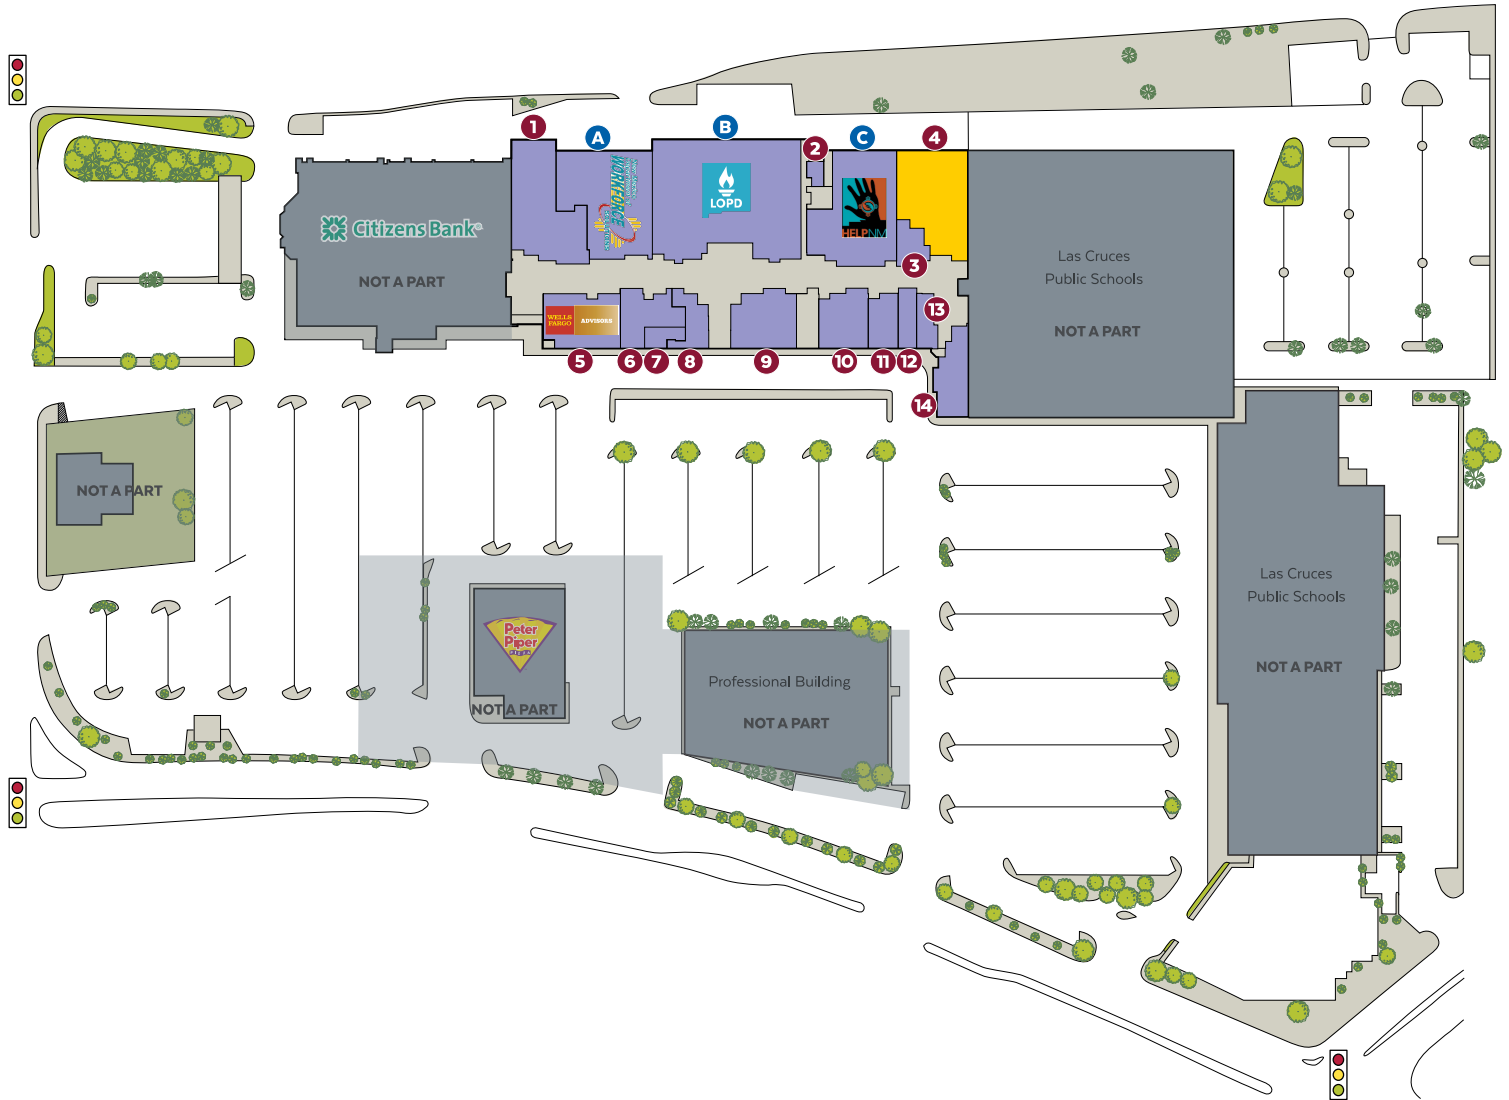 1
A
B
2
C
4
LOPD
WORKFORCE
HELPNM
Citizens Bank
NOT A PART
3
Las Cruces
Public Schools
NOT A PART
13
WELLS
FARGO
ADVISORS
5
6
7
8
9
10
11
12
14
NOT A PART
Peter
Piper
PIZZA
NOT A PART
Professional Building
NOT A PART
Las Cruces
Public Schools
NOT A PART